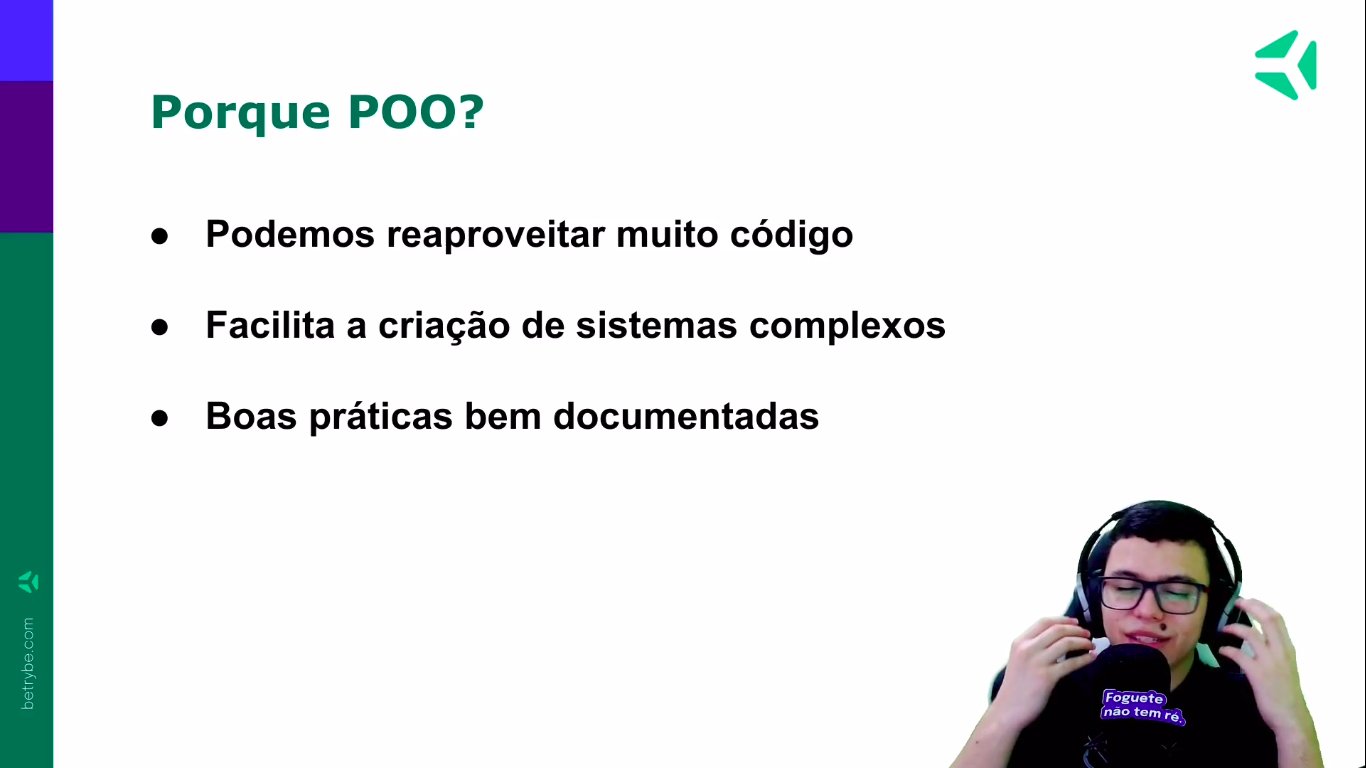 Porque POO?
● Podemos reaproveitar muito código
● Facilita a criação de sistemas complexos
● Boas práticas bem documentadas
betrybe.com
Foguete
não tem ré.